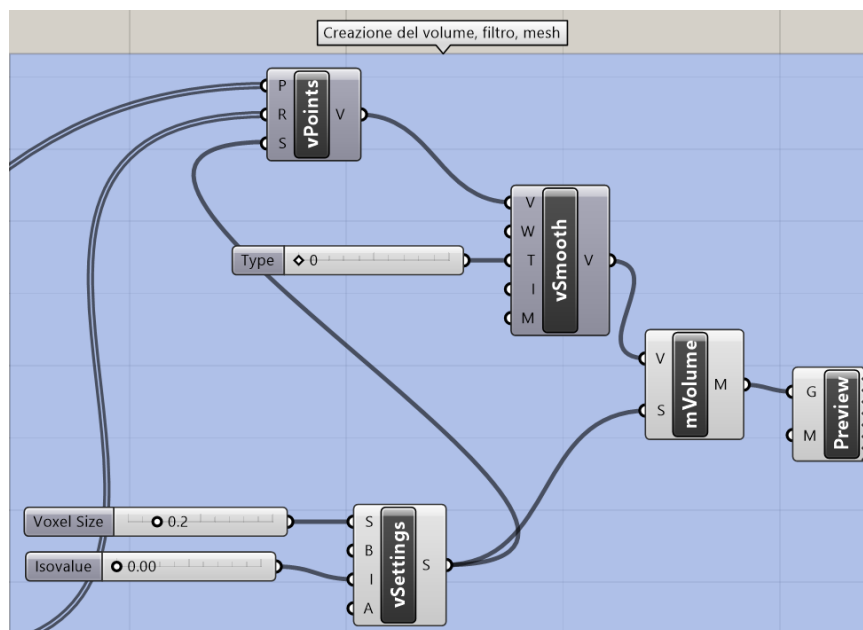 Creazione del volume, filtro, mesh
P
R
S
vPoints
V
V
W
T
I
M
vSmooth
V
Type
0
V
S
mVolume
M
G
M
Preview
Voxel Size
0.2
Isovalue
0.00
S
B
I
A
vSettings
S